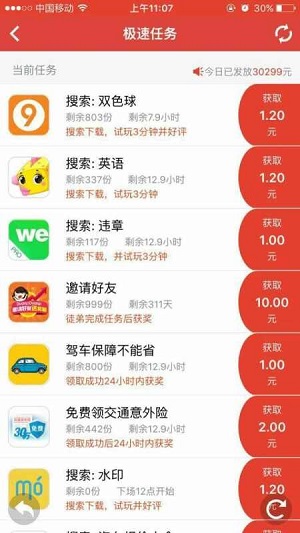 中国移动
上午11:07
30%
极速任务
当前任务
今日已发放30299元
搜索: 双色球
剩余803份 剩余7.9小时
搜索下载，试玩3分钟并好评
获取
1.20
元
搜索: 英语
剩余337份 剩余12.9小时
搜索下载，试玩3分钟
获取
1.20
元
we
搜索: 违章
剩余117份 剩余12.9小时
搜索下载，并试玩3分钟
获取
1.00
元
邀请好友
剩余999份 剩余311天
徒弟完成任务后获奖
获取
10.00
元
驾车保障不能省
剩余800份 剩余12.9小时
领取成功24小时内获奖
获取
1.00
元
免费领交通意外险
剩余442份 剩余12.9小时
领取成功后24小时内获奖
获取
2.00
元
mó
搜索: 水印
剩余0份 下场12点开始
搜索下载，试玩并好评
获取
1.20